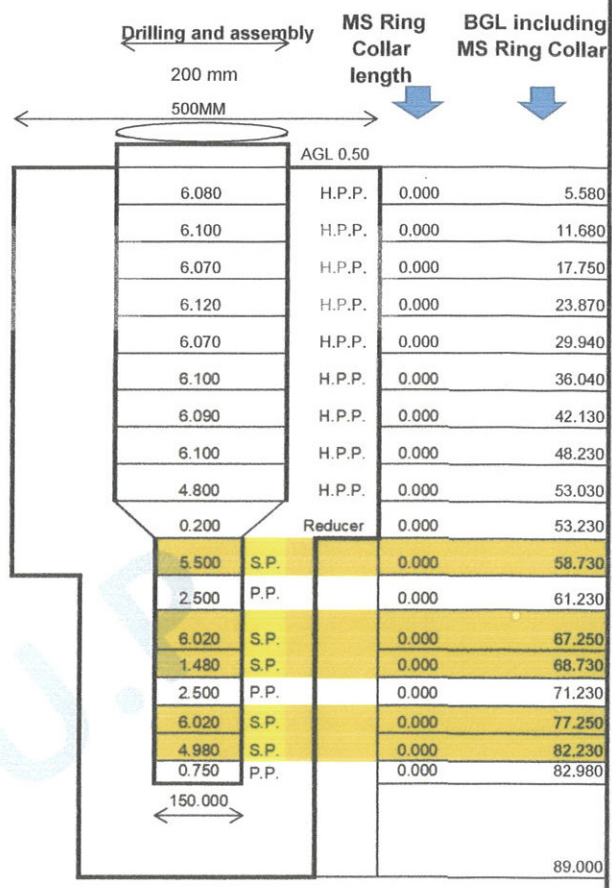 Drilling and assembly
MS Ring
Collar
length
BGL including
MS Ring Collar
200 mm
500MM
AGL 0.50
6.080 H.P.P. 0.000 5.580
6.100 H.P.P. 0.000 11.680
6.070 H.P.P. 0.000 17.750
6.120 H.P.P. 0.000 23.870
6.070 H.P.P. 0.000 29.940
6.100 H.P.P. 0.000 36.040
6.090 H.P.P. 0.000 42.130
6.100 H.P.P. 0.000 48.230
4.800 H.P.P. 0.000 53.030
0.200 Reducer 0.000 53.230
5.500 S.P. 0.000 58.730
2.500 P.P. 0.000 61.230
6.020 S.P. 0.000 67.250
1.480 S.P. 0.000 68.730
2.500 P.P. 0.000 71.230
6.020 S.P. 0.000 77.250
4.980 S.P. 0.000 82.230
0.750 P.P. 0.000 82.980
150.000
89.000
U.P